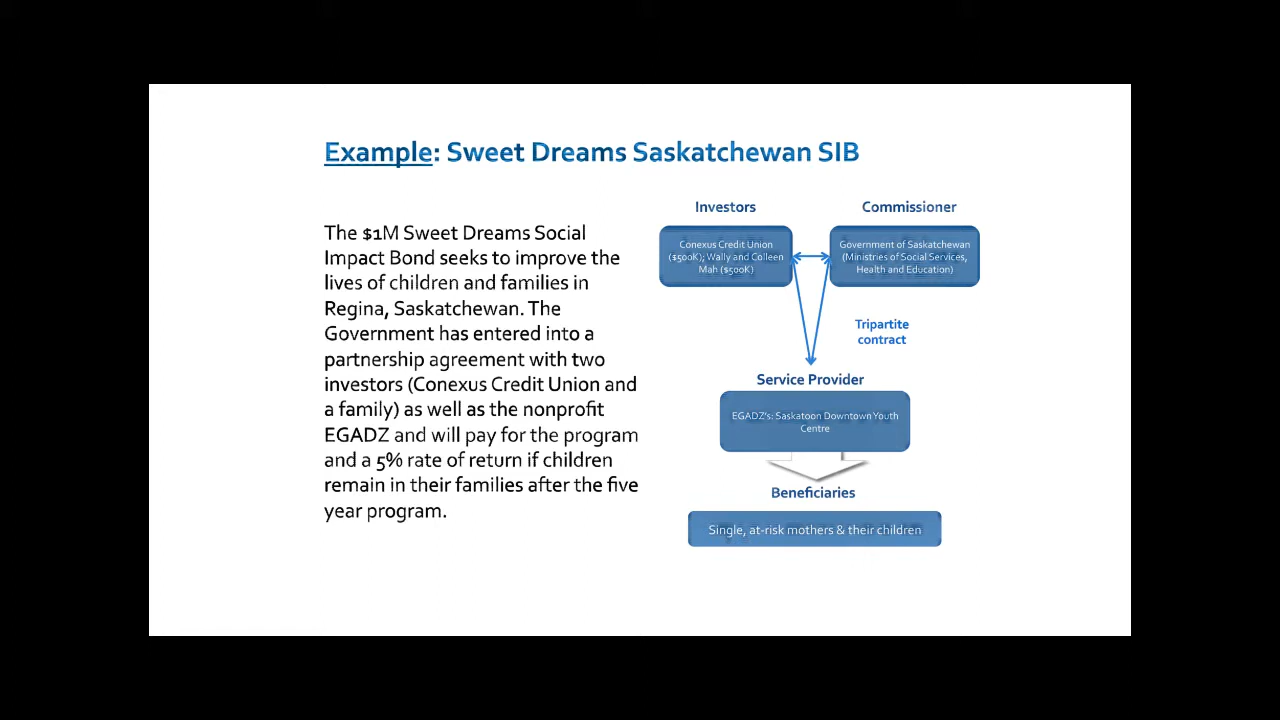 Example: Sweet Dreams Saskatchewan SIB
The $1M Sweet Dreams Social
Impact Bond seeks to improve the
lives of children and families in
Regina, Saskatchewan. The
Government has entered into a
partnership agreement with two
investors (Conexus Credit Union and
a family) as well as the nonprofit
EGADZ and will pay for the program
and a 5% rate of return if children
remain in their families after the five
year program.
Investors
Conexus Credit Union
($500K); Wally and Colleen
Mah ($500K)
Commissioner
Government of Saskatchewan
(Ministries of Social Services,
Health and Education)
Tripartite
contract
Service Provider
EGADZ's: Saskatoon Downtown Youth
Centre
Beneficiaries
Single, at-risk mothers & their children